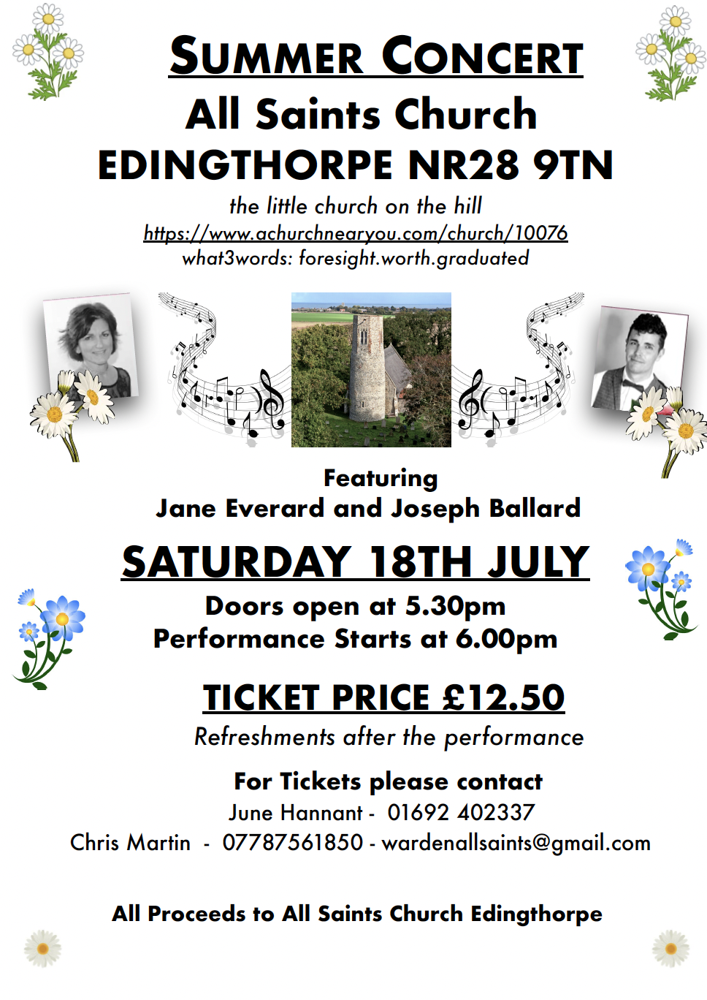 SUMMER CONCERT
All Saints Church
EDINGTHORPE NR28 9TN
the little church on the hill
https://www.achurchnearyou.com/church/10076
what3words: foresight.worth.graduated
Featuring
Jane Everard and Joseph Ballard
SATURDAY 18TH JULY
Doors open at 5.30pm
Performance Starts at 6.00pm
TICKET PRICE £12.50
Refreshments after the performance
For Tickets please contact
June Hannant - 01692 402337
Chris Martin - 07787561850 - wardenallsaints@gmail.com
All Proceeds to All Saints Church Edingthorpe